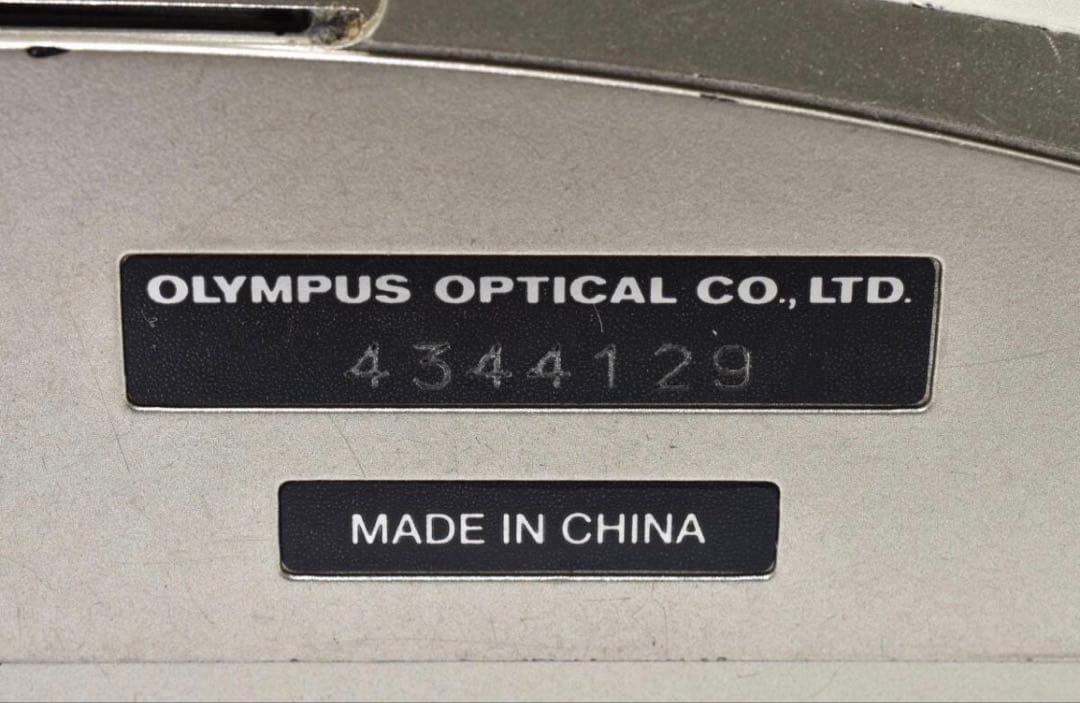 OLYMPUS OPTICAL CO., LTD.
4344129
MADE IN CHINA